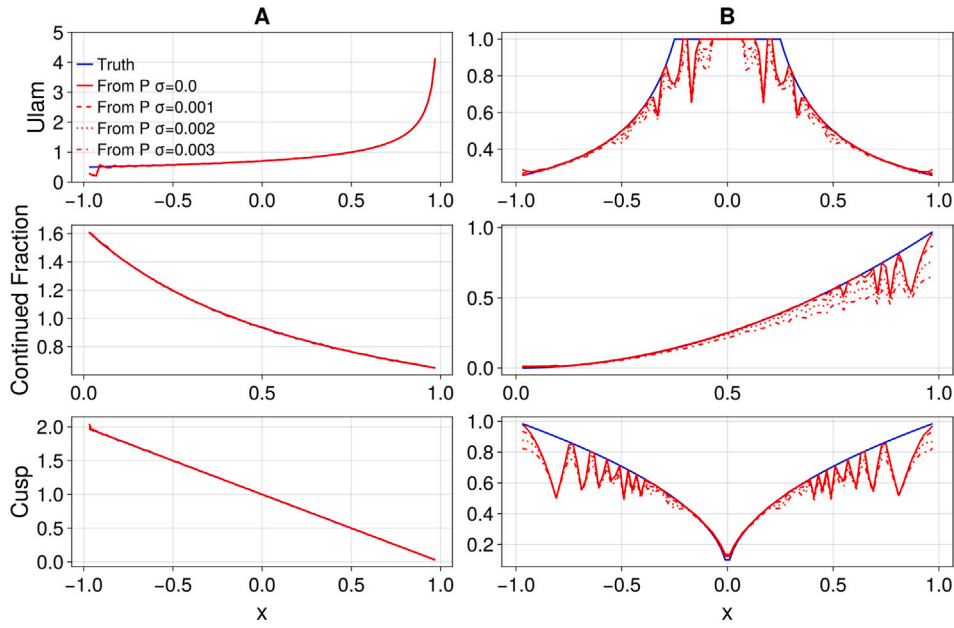 A
B
Ulam
5
4
3
2
1
0
Truth
From P σ=0.0
From P σ=0.001
From P σ=0.002
From P σ=0.003
−1.0 −0.5 0.0 0.5 1.0
1.0
0.8
0.6
0.4
−1.0 −0.5 0.0 0.5 1.0
Continued Fraction
1.6
1.4
1.2
1.0
0.8
0.0 0.5 1.0
1.0
0.5
0.0
0.0 0.5 1.0
Cusp
2.0
1.5
1.0
0.5
0.0
−1.0 −0.5 0.0 0.5 1.0
x
1.0
0.8
0.6
0.4
0.2
−1.0 −0.5 0.0 0.5 1.0
x